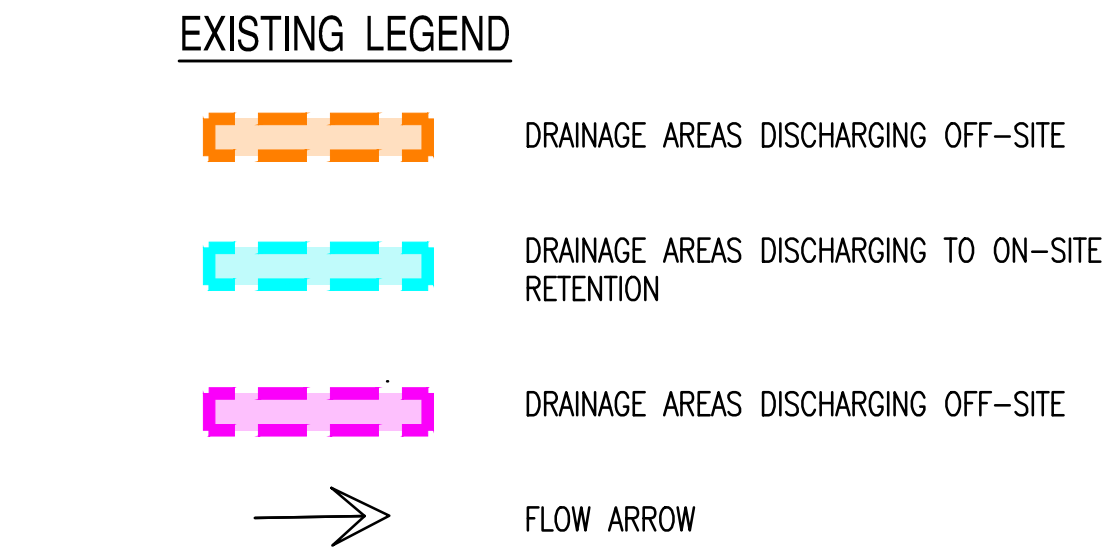 EXISTING LEGEND
DRAINAGE AREAS DISCHARGING OFF-SITE
DRAINAGE AREAS DISCHARGING TO ON-SITE
RETENTION
DRAINAGE AREAS DISCHARGING OFF-SITE
FLOW ARROW